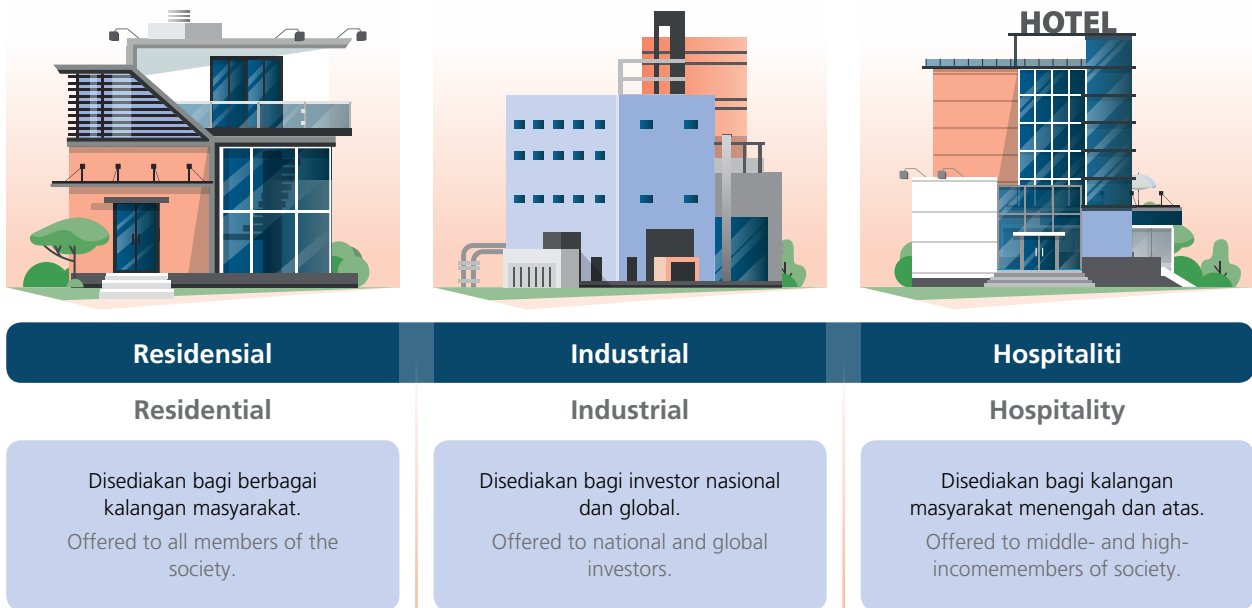 HOTEL
Residensial
Residential
Disediakan bagi berbagai
kalangan masyarakat.
Offered to all members of the
society.
Industrial
Industrial
Disediakan bagi investor nasional
dan global.
Offered to national and global
investors.
Hospitaliti
Hospitality
Disediakan bagi kalangan
masyarakat menengah dan atas.
Offered to middle- and high-
incomemembers of society.